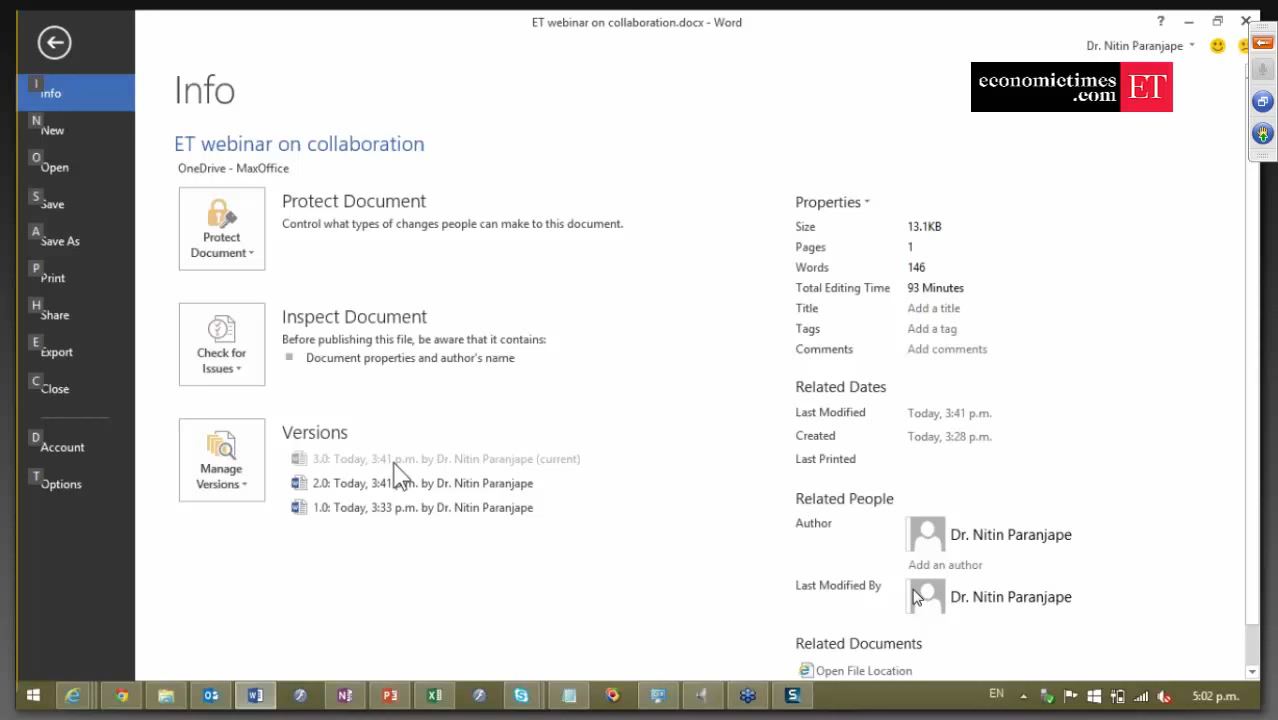 ET webinar on collaboration.docx - Word
?
Dr. Nitin Paranjape
economictimes
.com
ET
I
Info
N
New
O
Open
S
Save
A
Save As
P
Print
H
Share
E
Export
C
Close
D
Account
T
Options
Info
ET webinar on collaboration
OneDrive - MaxOffice
Protect
Document
Protect Document
Control what types of changes people can make to this document.
Check for
Issues
Inspect Document
Before publishing this file, be aware that it contains:
Document properties and author's name
Manage
Versions
Versions
3.0: Today, 3:41 p.m. by Dr. Nitin Paranjape (current)
2.0: Today, 3:41 p.m. by Dr. Nitin Paranjape
1.0: Today, 3:33 p.m. by Dr. Nitin Paranjape
Properties
Size 13.1KB
Pages 1
Words 146
Total Editing Time 93 Minutes
Title Add a title
Tags Add a tag
Comments Add comments
Related Dates
Last Modified Today, 3:41 p.m.
Created Today, 3:28 p.m.
Last Printed
Related People
Author Dr. Nitin Paranjape
Add an author
Last Modified By Dr. Nitin Paranjape
Related Documents
Open File Location
EN
5:02 p.m.